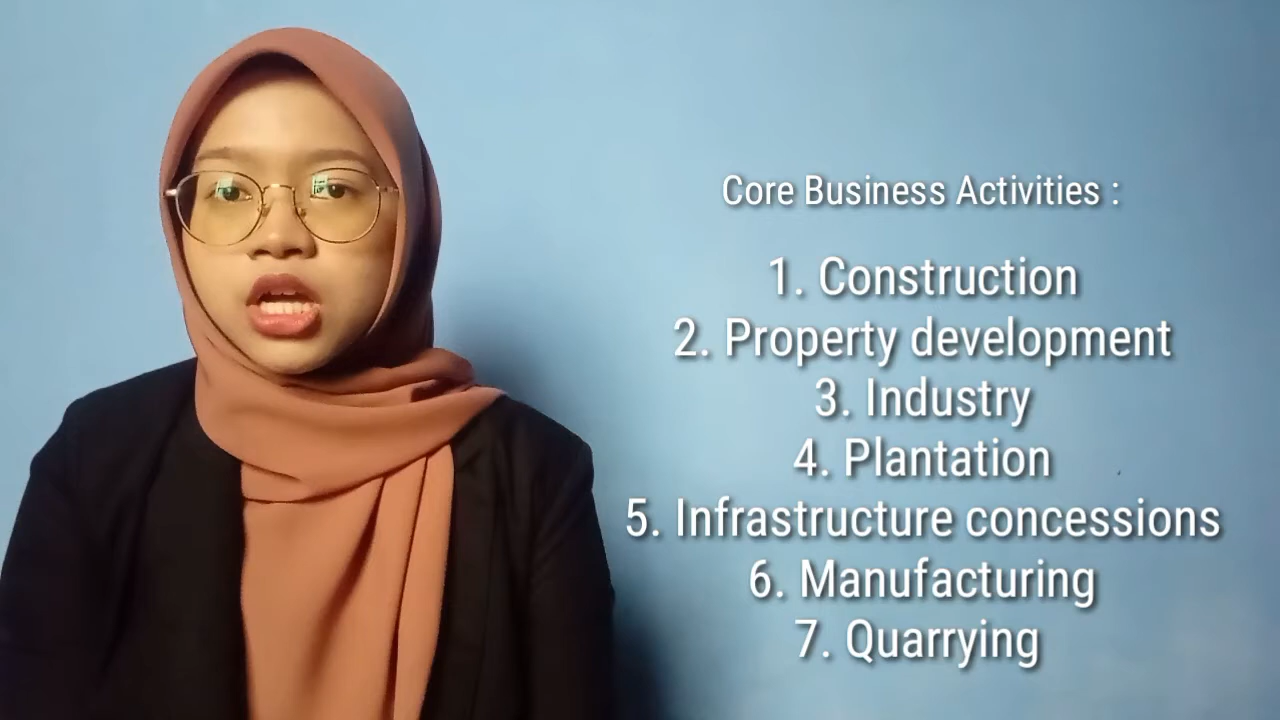 Core Business Activities :
1. Construction
2. Property development
3. Industry
4. Plantation
5. Infrastructure concessions
6. Manufacturing
7. Quarrying